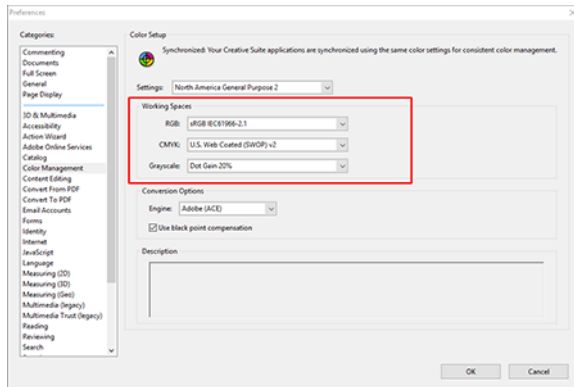 Preferences
Categories:
Commenting
Documents
Full Screen
General
Page Display
3D & Multimedia
Accessibility
Action Wizard
Adobe Online Services
Catalog
Color Management
Content Editing
Convert From PDF
Convert To PDF
Email Accounts
Forms
Identity
Internet
JavaScript
Language
Measuring (2D)
Measuring (3D)
Measuring (Geo)
Multimedia (legacy)
Multimedia Trust (legacy)
Reading
Reviewing
Search
Color Setup
Synchronized: Your Creative Suite applications are synchronized using the same color settings for consistent color management.
Settings: North America General Purpose 2
Working Spaces
RGB: sRGB IEC61966-2.1
CMYK: U.S. Web Coated (SWOP) v2
Grayscale: Dot Gain 20%
Conversion Options
Engine: Adobe (ACE)
Use black point compensation
Description
OK Cancel